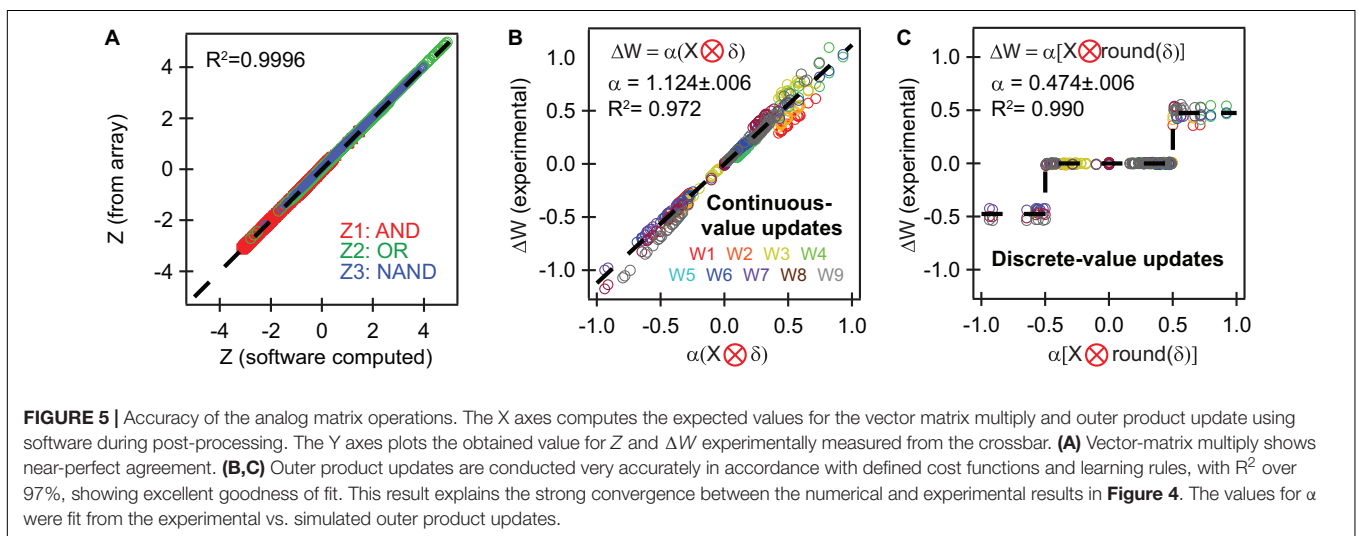 A
R²=0.9996
Z (from array)
4
2
0
-2
-4
Z1: AND
Z2: OR
Z3: NAND
-4 -2 0 2 4
Z (software computed)
B
ΔW = α(X⊗δ)
α = 1.124±.006
R²= 0.972
ΔW (experimental)
1.0
0.5
0.0
-0.5
-1.0
Continuous-
value updates
W1 W2 W3 W4
W5 W6 W7 W8 W9
-1.0 -0.5 0.0 0.5 1.0
α(X⊗δ)
C
ΔW = α[X⊗round(δ)]
α = 0.474±.006
R²= 0.990
ΔW (experimental)
1.0
0.5
0.0
-0.5
-1.0
Discrete-value updates
-1.0 -0.5 0.0 0.5 1.0
α[X⊗round(δ)]
FIGURE 5 | Accuracy of the analog matrix operations. The X axes computes the expected values for the vector matrix multiply and outer product update using
software during post-processing. The Y axes plots the obtained value for Z and ΔW experimentally measured from the crossbar. (A) Vector-matrix multiply shows
near-perfect agreement. (B,C) Outer product updates are conducted very accurately in accordance with defined cost functions and learning rules, with R² over
97%, showing excellent goodness of fit. This result explains the strong convergence between the numerical and experimental results in Figure 4. The values for α
were fit from the experimental vs. simulated outer product updates.